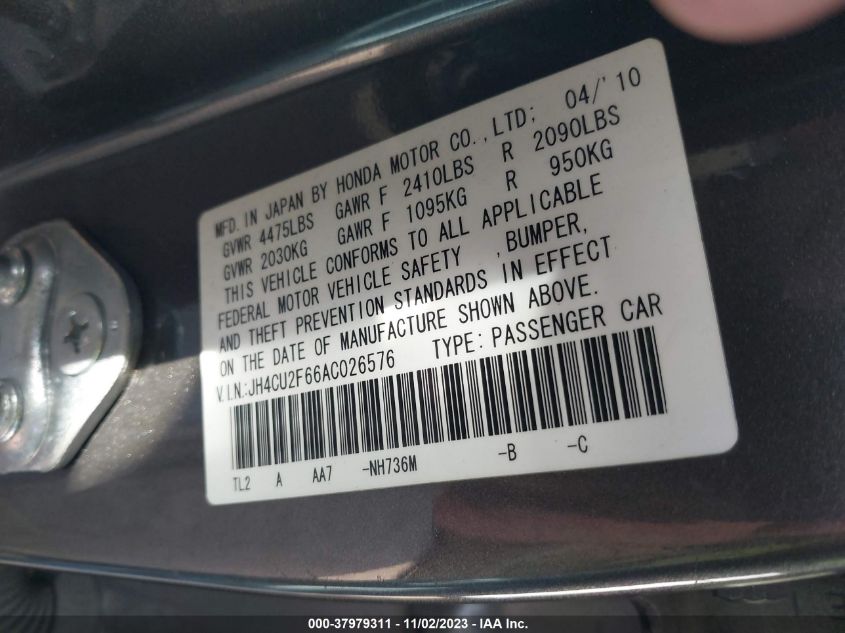 MFD. IN JAPAN BY HONDA MOTOR CO.,LTD; 04/'10
GVWR 4475LBS GAWR F 2410LBS R 2090LBS
GVWR 2030KG GAWR F 1095KG R 950KG
THIS VEHICLE CONFORMS TO ALL APPLICABLE
FEDERAL MOTOR VEHICLE SAFETY ,BUMPER,
AND THEFT PREVENTION STANDARDS IN EFFECT
ON THE DATE OF MANUFACTURE SHOWN ABOVE.
V.I.N.:JH4CU2F66AC026576 TYPE: PASSENGER CAR
TL2 A AA7 -NH736M -B -C
000-37979311 - 11/02/2023 - IAA Inc.